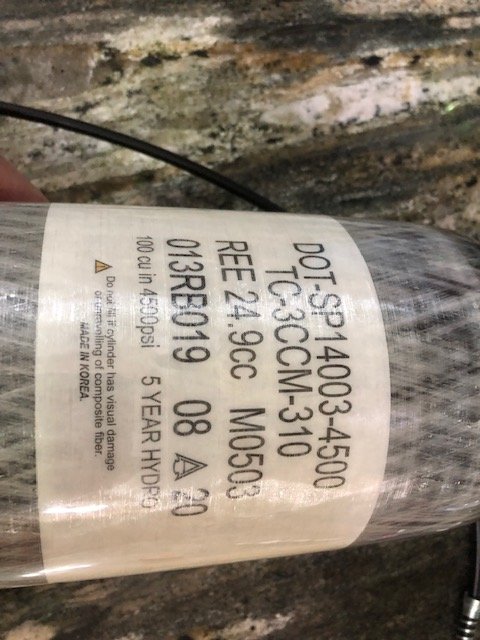 DOT-SP14003-4500
TC-3CCM-310
REE 24.9cc M0503
013RB019 08 A 20
100 cu in 4500psi 5 YEAR HYDRO
Do not fill if cylinder has visual damage
or unravelling of composite fiber.
MADE IN KOREA.